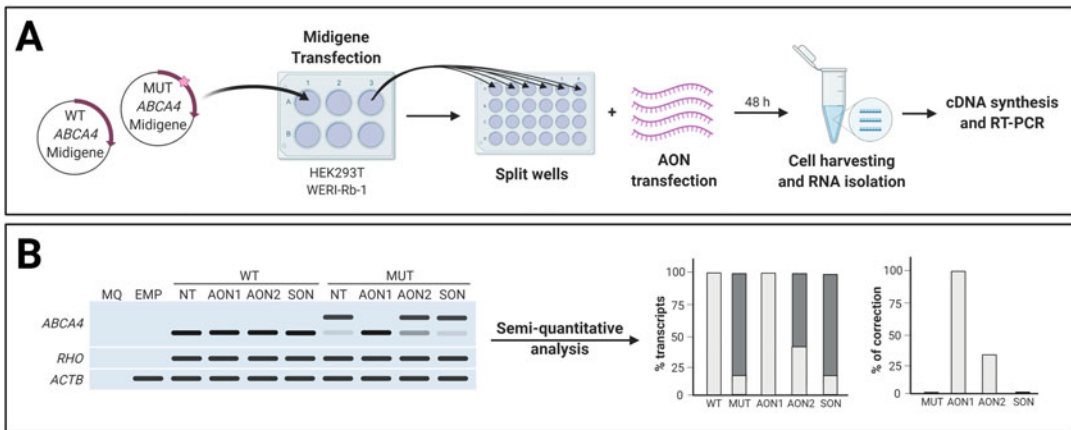 A
WT
ABCA4
Midigene
MUT
ABCA4
Midigene
Midigene
Transfection
1 2 3
A
B
HEK293T
WERI-Rb-1
Split wells
+
AON
transfection
48 h
Cell harvesting
and RNA isolation
cDNA synthesis
and RT-PCR
B
WT MUT
MQ EMP NT AON1 AON2 SON NT AON1 AON2 SON
ABCA4
RHO
ACTB
Semi-quantitative
analysis
% transcripts
100
75
50
25
0
WT MUT AON1 AON2 SON
% of correction
100
75
50
25
0
MUT AON1 AON2 SON